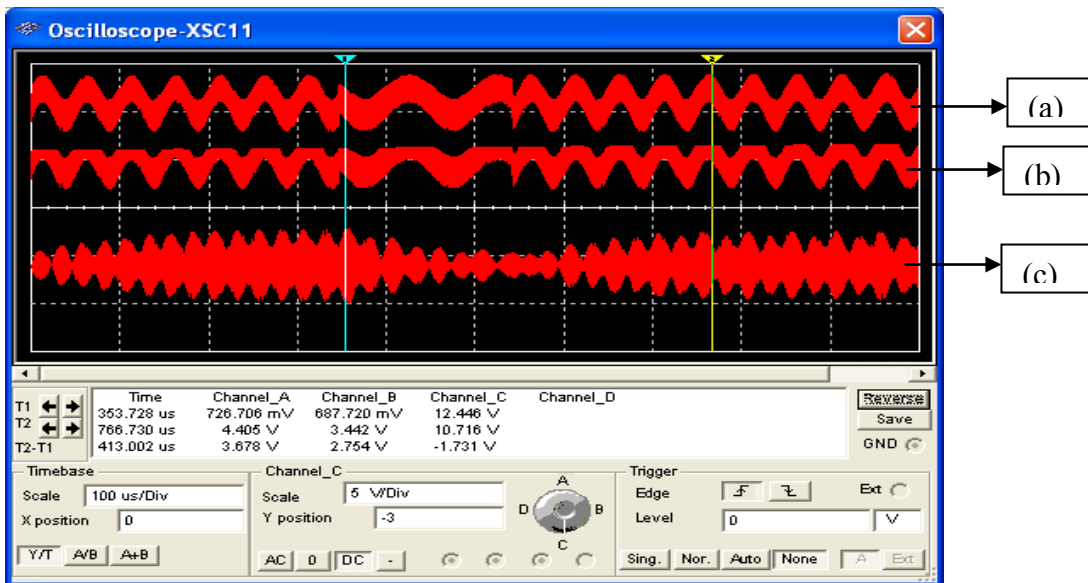 Oscilloscope-XSC11
1
2
(a)
(b)
(c)
Time Channel_A Channel_B Channel_C Channel_D
T1 353.728 us 726.706 mV 687.720 mV 12.446 V
T2 766.730 us 4.405 V 3.442 V 10.716 V
T2-T1 413.002 us 3.678 V 2.754 V -1.731 V
Reverse
Save
GND
Timebase
Scale 100 us/Div
X position 0
Y/T A/B A+B
Channel_C
Scale 5 V/Div
Y position -3
AC 0 DC -
A
D B
C
Trigger
Edge Ext
Level 0 V
Sing. Nor. Auto None A Ext